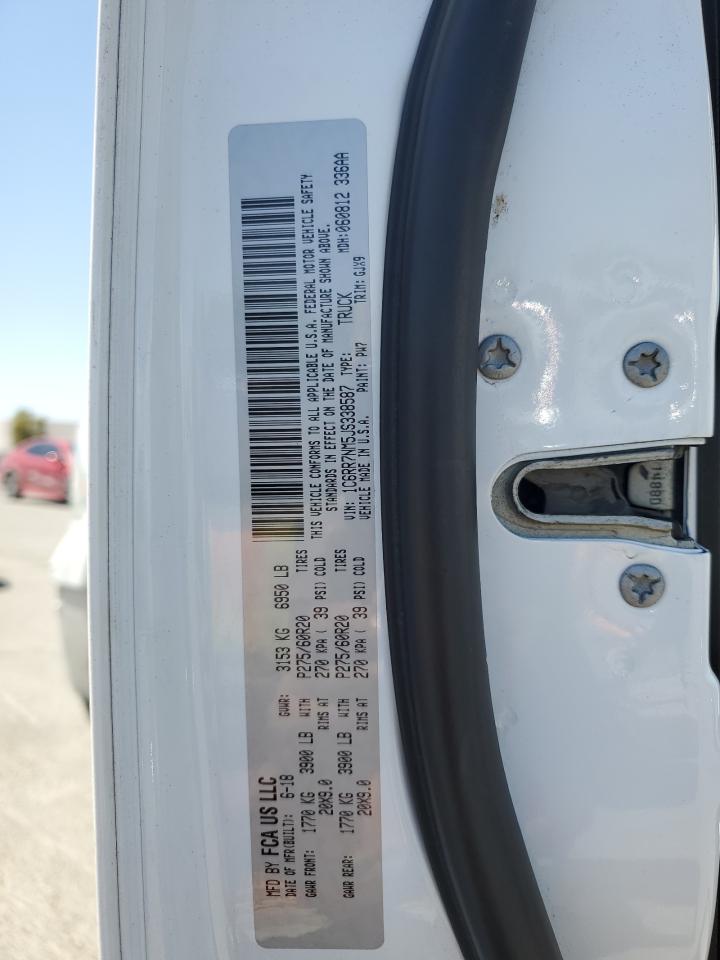 MFD BY FCA US LLC
DATE OF MFR(BUILT): 6-18 GVWR: 3153 KG 6950 LB
GAWR FRONT: 1770 KG 3900 LB WITH P275/60R20 TIRES
20X9.0 RIMS AT 270 KPA ( 39 PSI) COLD
GAWR REAR: 1770 KG 3900 LB WITH P275/60R20 TIRES
20X9.0 RIMS AT 270 KPA ( 39 PSI) COLD
THIS VEHICLE CONFORMS TO ALL APPLICABLE U.S.A. FEDERAL MOTOR VEHICLE SAFETY
STANDARDS IN EFFECT ON THE DATE OF MANUFACTURE SHOWN ABOVE.
VIN: 1C6RR7NM5JS338587 TYPE: TRUCK MDH:060812 336AA
VEHICLE MADE IN U.S.A. PAINT: PW7 TRIM: GJX9